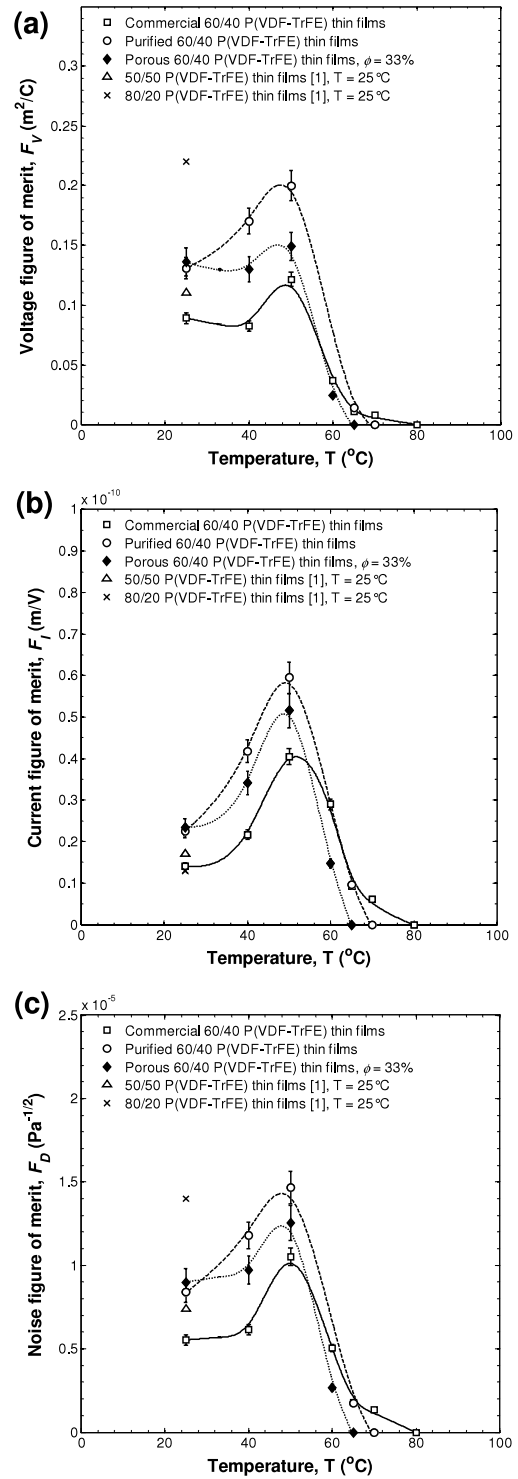 (a)
Commercial 60/40 P(VDF-TrFE) thin films
Purified 60/40 P(VDF-TrFE) thin films
Porous 60/40 P(VDF-TrFE) thin films, ϕ = 33%
50/50 P(VDF-TrFE) thin films [1], T = 25 °C
80/20 P(VDF-TrFE) thin films [1], T = 25 °C
Voltage figure of merit, F_V (m²/C)
0.3
0.25
0.2
0.15
0.1
0.05
0
0 20 40 60 80 100
Temperature, T (°C)
(b)
x 10⁻¹⁰
Commercial 60/40 P(VDF-TrFE) thin films
Purified 60/40 P(VDF-TrFE) thin films
Porous 60/40 P(VDF-TrFE) thin films, ϕ = 33%
50/50 P(VDF-TrFE) thin films [1], T = 25 °C
80/20 P(VDF-TrFE) thin films [1], T = 25 °C
Current figure of merit, F_I (m/V)
1
0.9
0.8
0.7
0.6
0.5
0.4
0.3
0.2
0.1
0
0 20 40 60 80 100
Temperature, T (°C)
(c)
x 10⁻⁵
Commercial 60/40 P(VDF-TrFE) thin films
Purified 60/40 P(VDF-TrFE) thin films
Porous 60/40 P(VDF-TrFE) thin films, ϕ = 33%
50/50 P(VDF-TrFE) thin films [1], T = 25 °C
80/20 P(VDF-TrFE) thin films [1], T = 25 °C
Noise figure of merit, F_D (Pa⁻¹/²)
2.5
2
1.5
1
0.5
0
0 20 40 60 80 100
Temperature, T (°C)